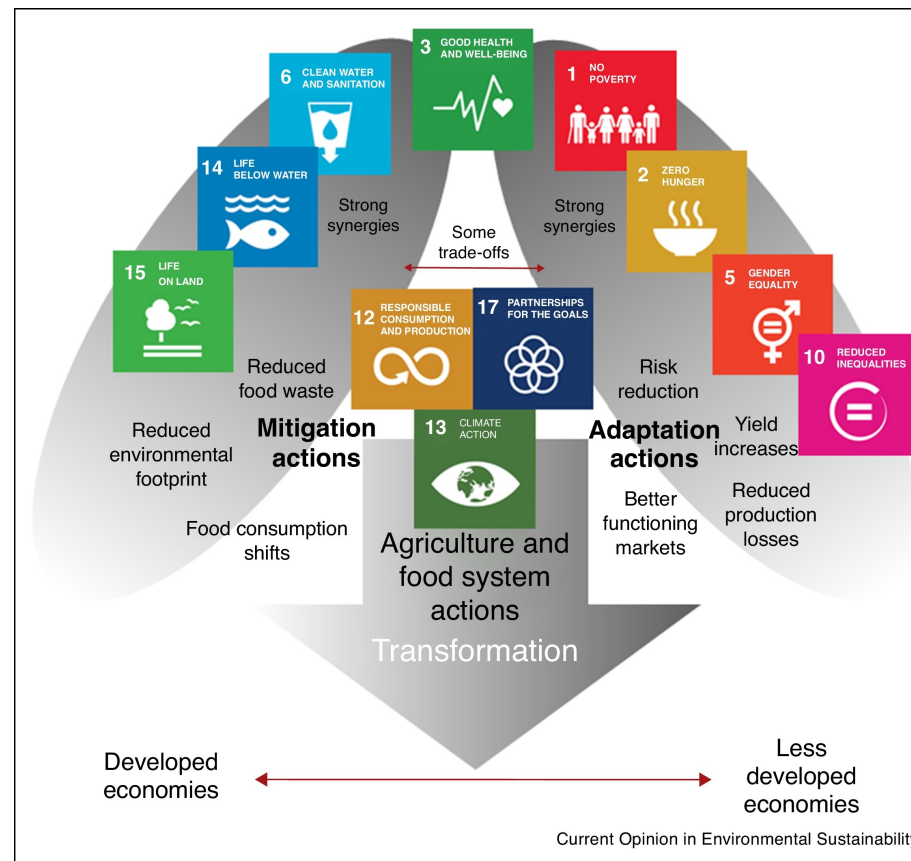 3 GOOD HEALTH
AND WELL-BEING
6 CLEAN WATER
AND SANITATION
1 NO
POVERTY
14 LIFE
BELOW WATER
2 ZERO
HUNGER
Strong
synergies
Strong
synergies
Some
trade-offs
15 LIFE
ON LAND
5 GENDER
EQUALITY
12 RESPONSIBLE
CONSUMPTION
AND PRODUCTION
17 PARTNERSHIPS
FOR THE GOALS
10 REDUCED
INEQUALITIES
Reduced
food waste
Risk
reduction
Reduced
environmental
footprint
Mitigation
actions
13 CLIMATE
ACTION
Adaptation
actions
Yield
increases
Food consumption
shifts
Better
functioning
markets
Reduced
production
losses
Agriculture and
food system
actions
Transformation
Developed
economies
Less
developed
economies
Current Opinion in Environmental Sustainability